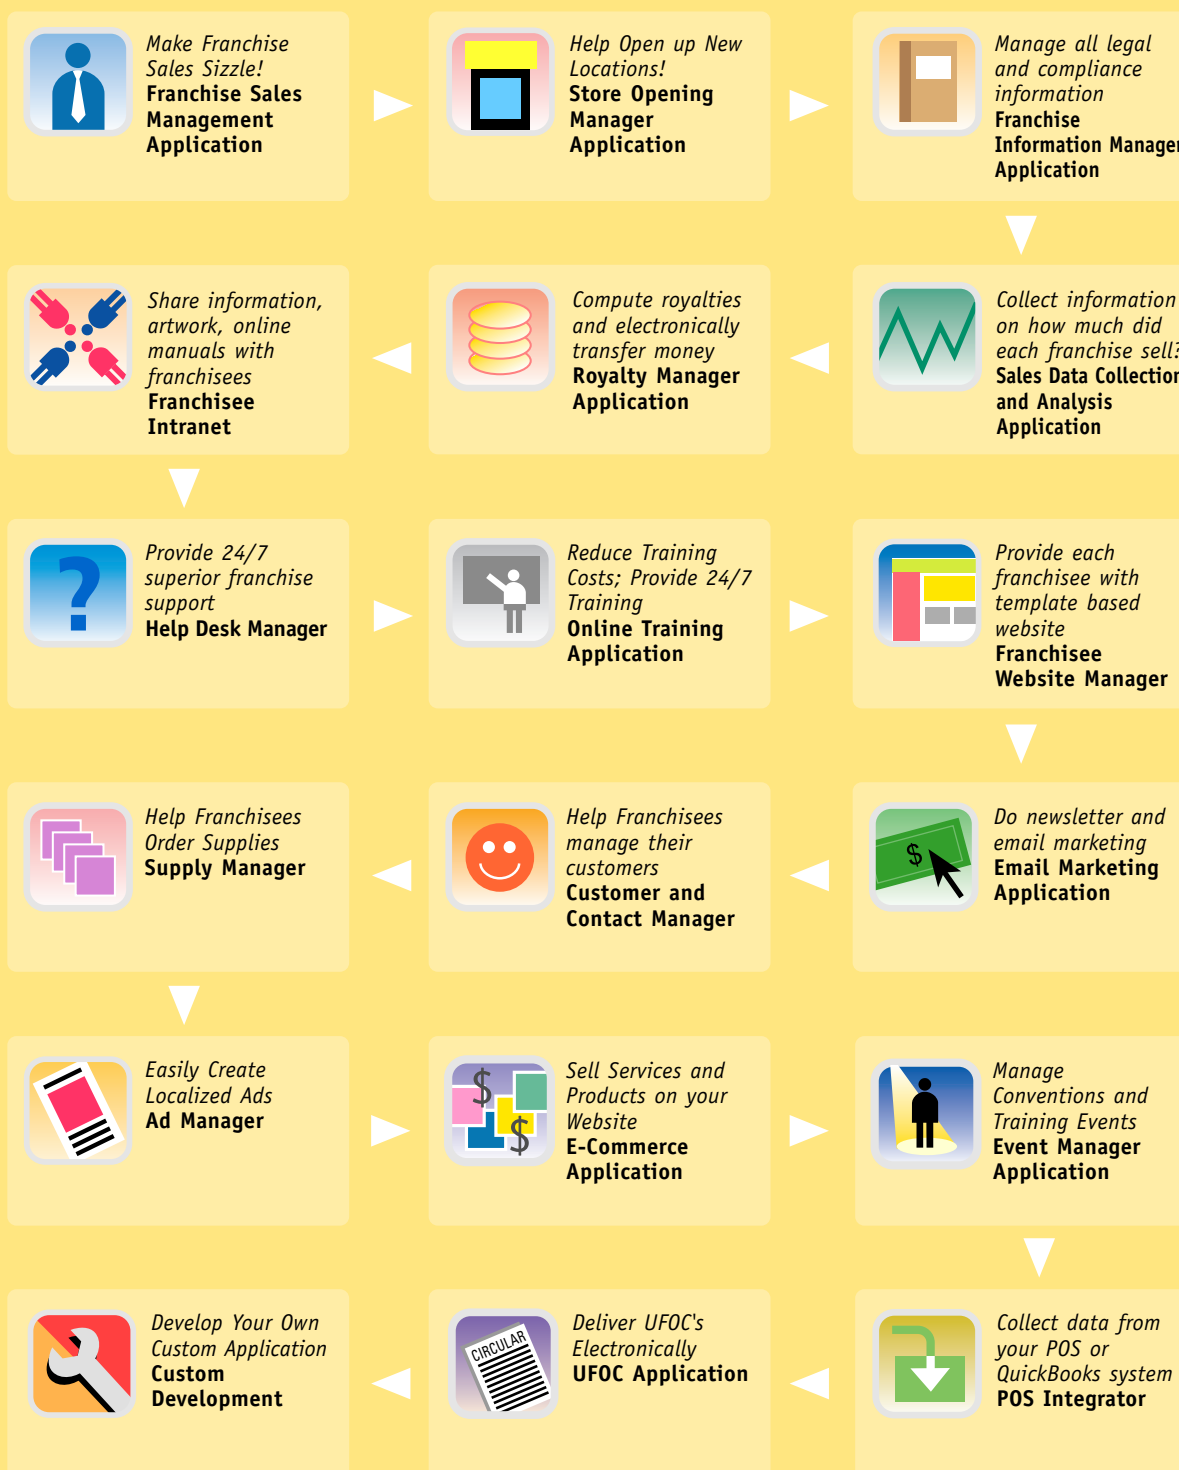 Make Franchise
Sales Sizzle!
Franchise Sales
Management
Application
Help Open up New
Locations!
Store Opening
Manager
Application
Manage all legal
and compliance
information
Franchise
Information Manager
Application
Share information,
artwork, online
manuals with
franchisees
Franchisee
Intranet
Compute royalties
and electronically
transfer money
Royalty Manager
Application
Collect information
on how much did
each franchise sell?
Sales Data Collection
and Analysis
Application
?
Provide 24/7
superior franchise
support
Help Desk Manager
Reduce Training
Costs; Provide 24/7
Training
Online Training
Application
Provide each
franchisee with
template based
website
Franchisee
Website Manager
Help Franchisees
Order Supplies
Supply Manager
Help Franchisees
manage their
customers
Customer and
Contact Manager
$
Do newsletter and
email marketing
Email Marketing
Application
Easily Create
Localized Ads
Ad Manager
$
$
Sell Services and
Products on your
Website
E-Commerce
Application
Manage
Conventions and
Training Events
Event Manager
Application
Develop Your Own
Custom Application
Custom
Development
CIRCULAR
Deliver UFOC's
Electronically
UFOC Application
Collect data from
your POS or
QuickBooks system
POS Integrator